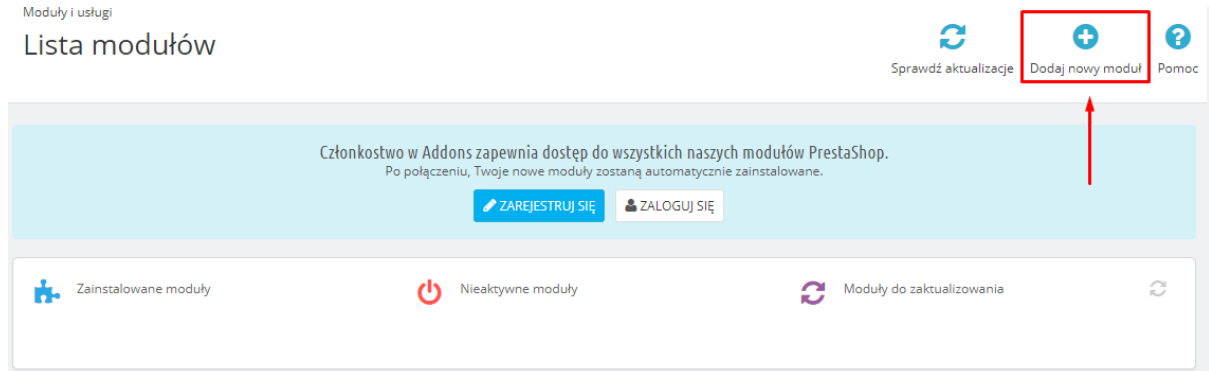 Moduły i usługi
Lista modułów
Sprawdź aktualizacje
Dodaj nowy moduł
Pomoc
Członkostwo w Addons zapewnia dostęp do wszystkich naszych modułów PrestaShop.
Po połączeniu, Twoje nowe moduły zostaną automatycznie zainstalowane.
ZAREJESTRUJ SIĘ
ZALOGUJ SIĘ
Zainstalowane moduły
Nieaktywne moduły
Moduły do zaktualizowania